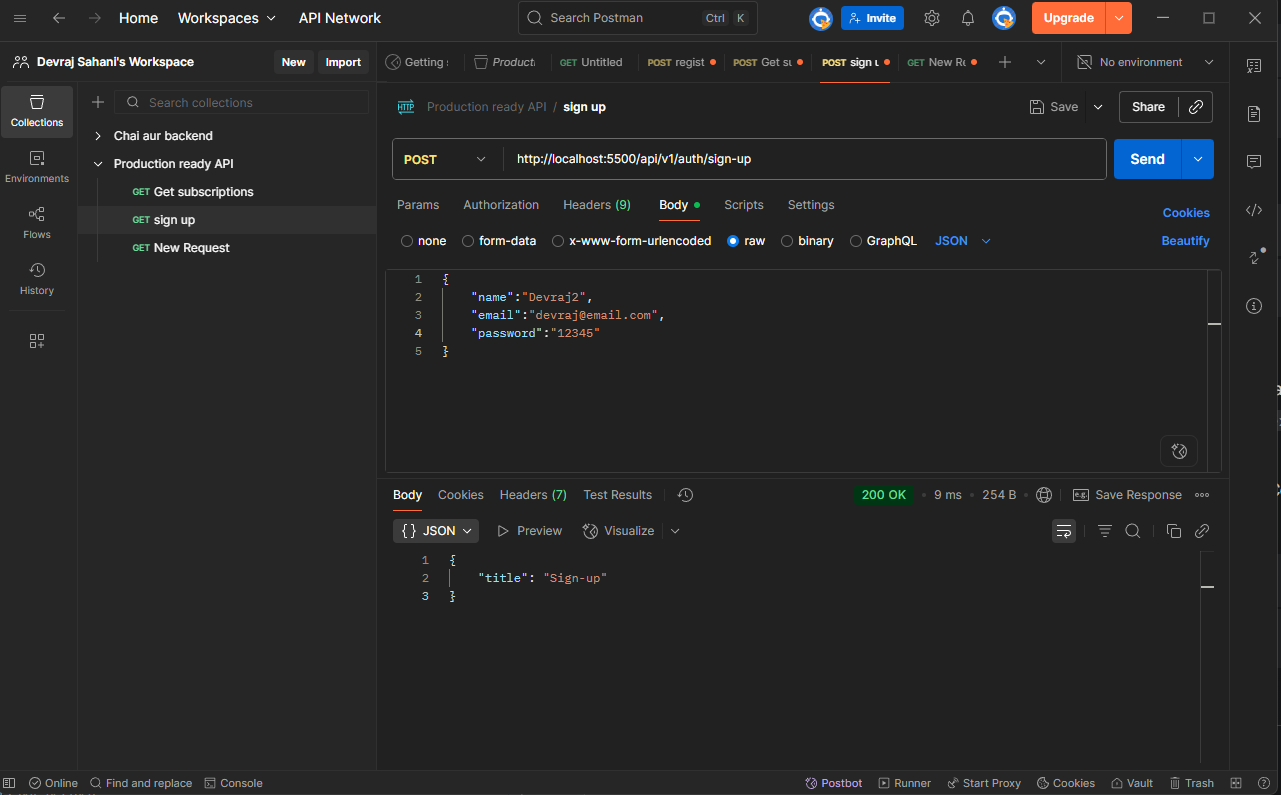 Home Workspaces API Network Search Postman Ctrl K Invite Upgrade
Devraj Sahani's Workspace New Import
Getting Product GET Untitled POST regist POST Get su POST sign u GET New Re No environment
Collections
Environments
Flows
History
Search collections
Chai aur backend
Production ready API
GET Get subscriptions
GET sign up
GET New Request
HTTP Production ready API / sign up Save Share
POST http://localhost:5500/api/v1/auth/sign-up Send
Params Authorization Headers (9) Body Scripts Settings Cookies
none form-data x-www-form-urlencoded raw binary GraphQL JSON Beautify
1 {
2 "name":"Devraj2",
3 "email":"devraj@email.com",
4 "password":"12345"
5 }
Body Cookies Headers (7) Test Results 200 OK • 9 ms • 254 B • e.g. Save Response
{} JSON Preview Visualize
1 {
2 "title": "Sign-up"
3 }
Online Find and replace Console Postbot Runner Start Proxy Cookies Vault Trash